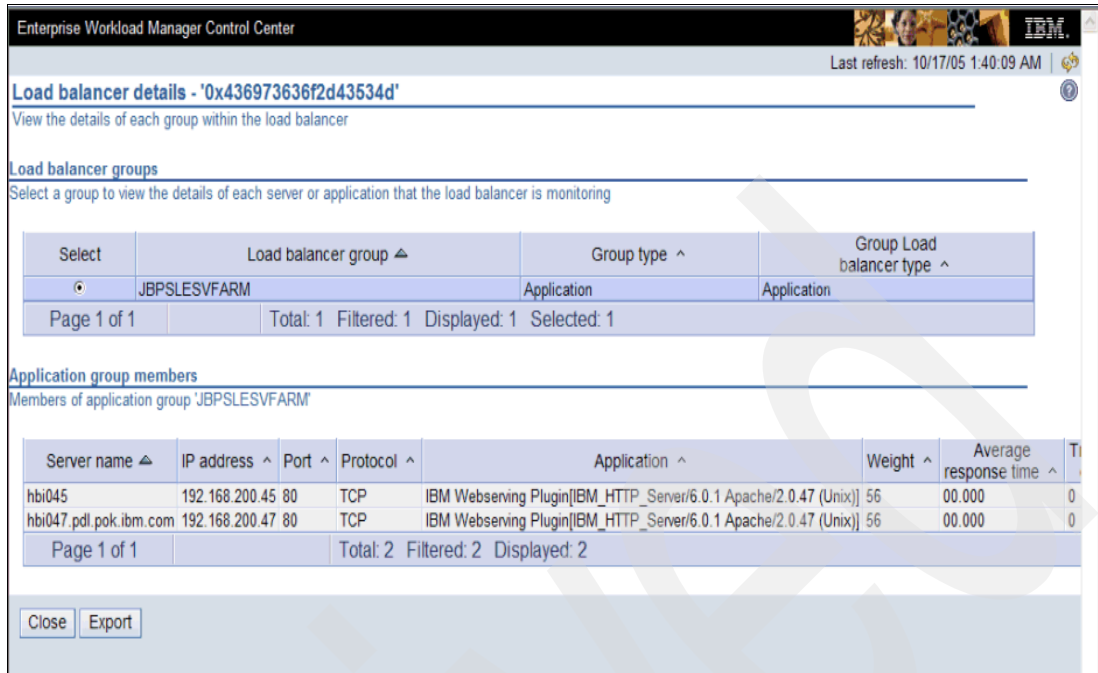 Enterprise Workload Manager Control Center
IBM.
Last refresh: 10/17/05 1:40:09 AM
Load balancer details - '0x436973636f2d43534d'
View the details of each group within the load balancer
Load balancer groups
Select a group to view the details of each server or application that the load balancer is monitoring
Select Load balancer group Group type Group Load balancer type
JBPSLESVFARM Application Application
Page 1 of 1 Total: 1 Filtered: 1 Displayed: 1 Selected: 1
Application group members
Members of application group 'JBPSLESVFARM'
Server name IP address Port Protocol Application Weight Average response time
hbi045 192.168.200.45 80 TCP IBM Webserving Plugin[IBM_HTTP_Server/6.0.1 Apache/2.0.47 (Unix)] 56 00.000 0
hbi047.pdl.pok.ibm.com 192.168.200.47 80 TCP IBM Webserving Plugin[IBM_HTTP_Server/6.0.1 Apache/2.0.47 (Unix)] 56 00.000 0
Page 1 of 1 Total: 2 Filtered: 2 Displayed: 2
Close Export